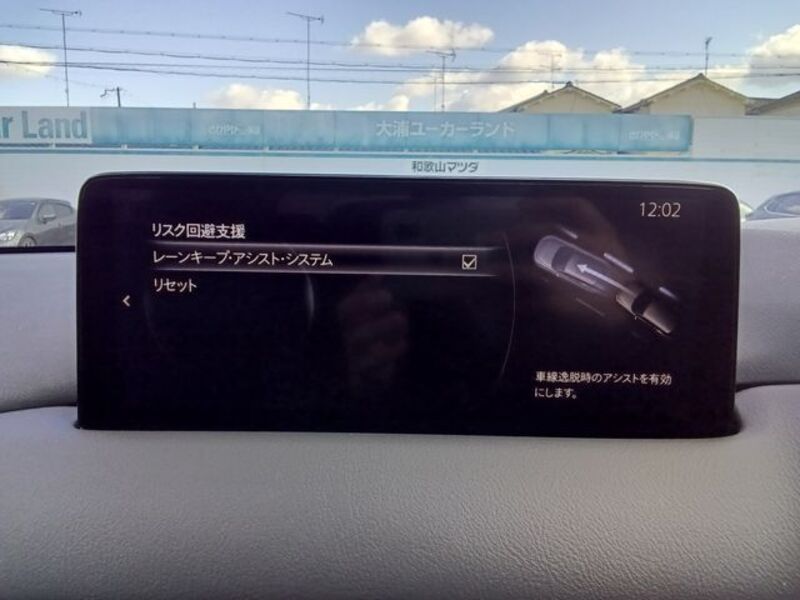 ar Land
大浦ユーカーランド
和歌山マツダ
12:02
リスク回避支援
レーンキープ・アシスト・システム
リセット
車線逸脱時のアシストを有効
にします。